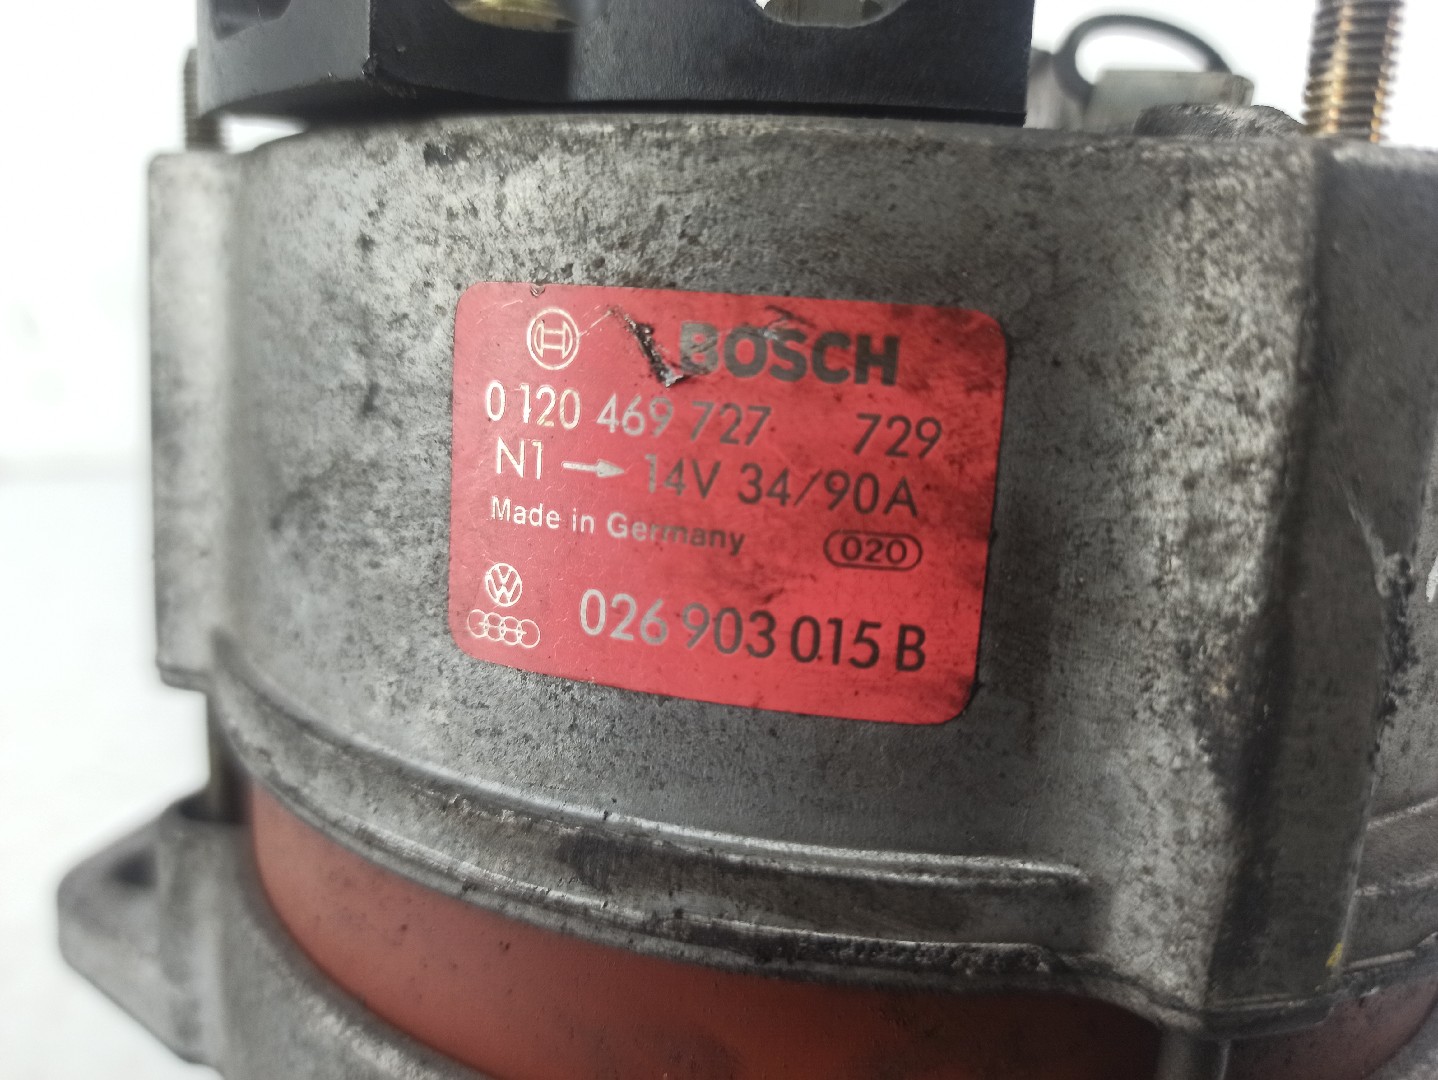 BOSCH
0 120 469 727 729
N1 → 14V 34/90A
Made in Germany 020
026 903 015 B